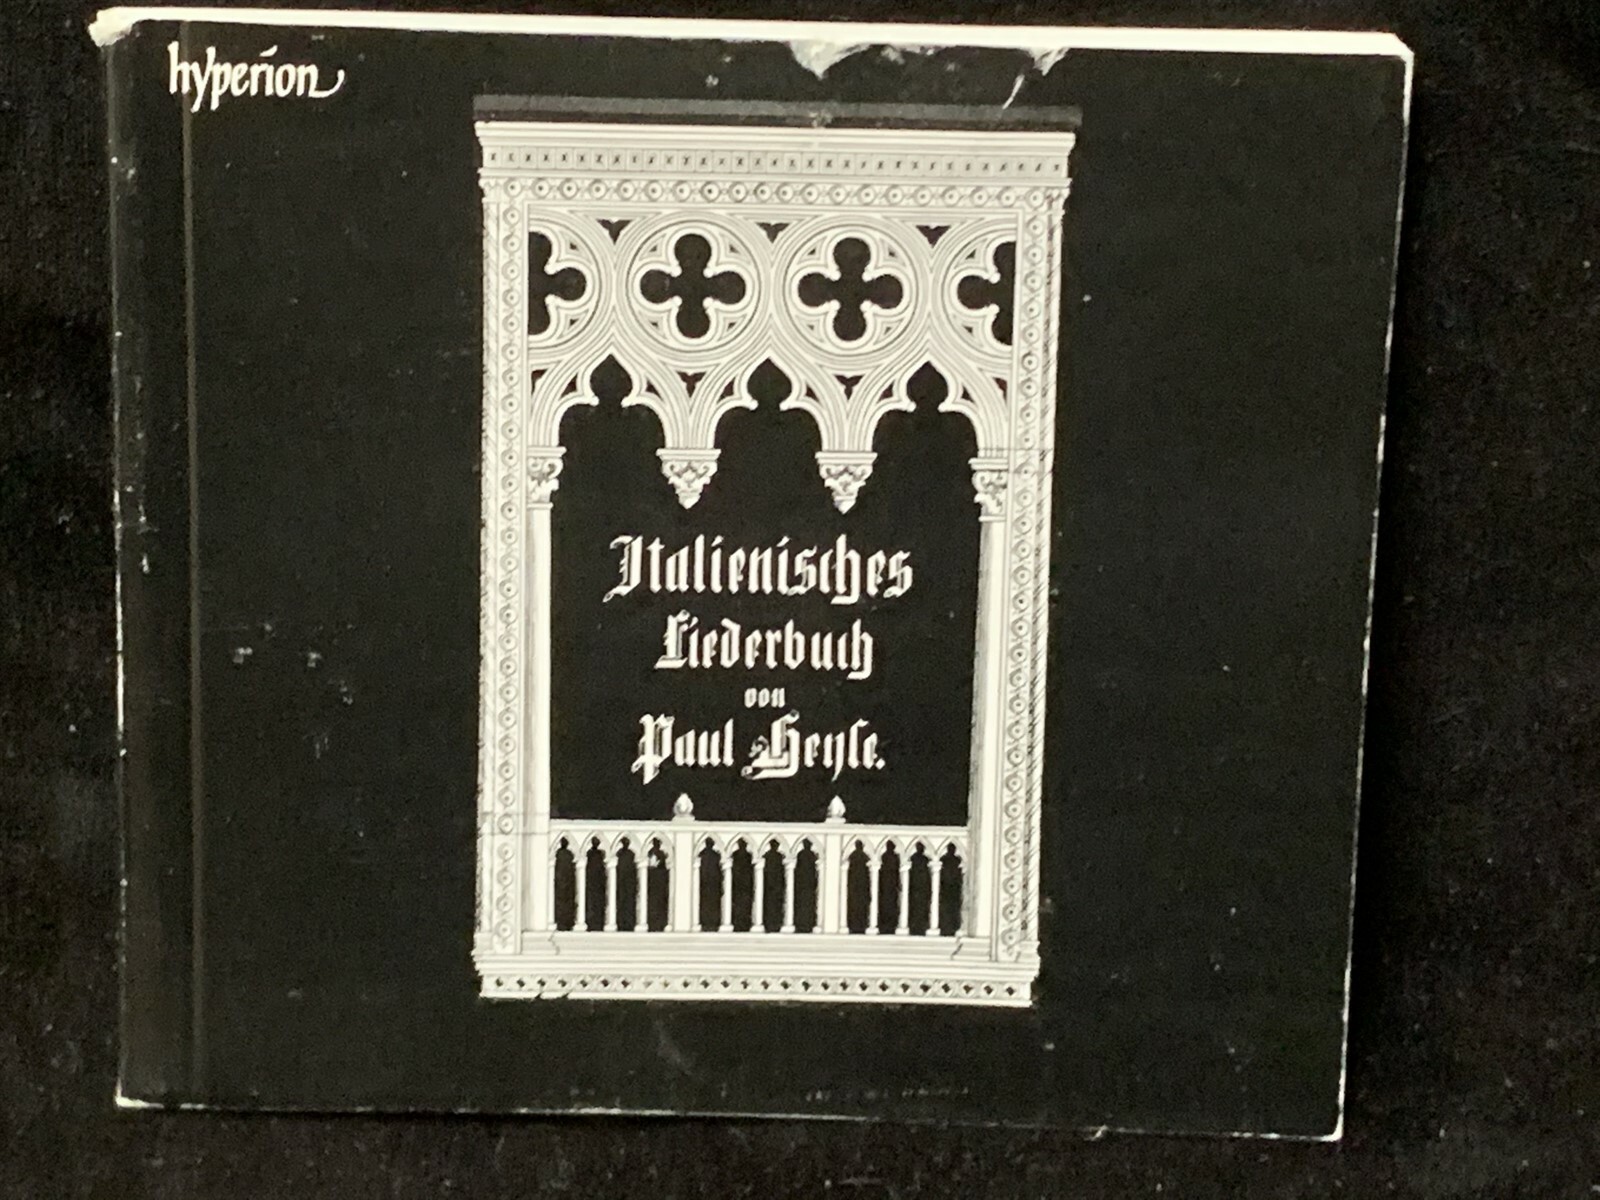 hyperion
Italienisches
Liederbuch
von
Paul Heyse.